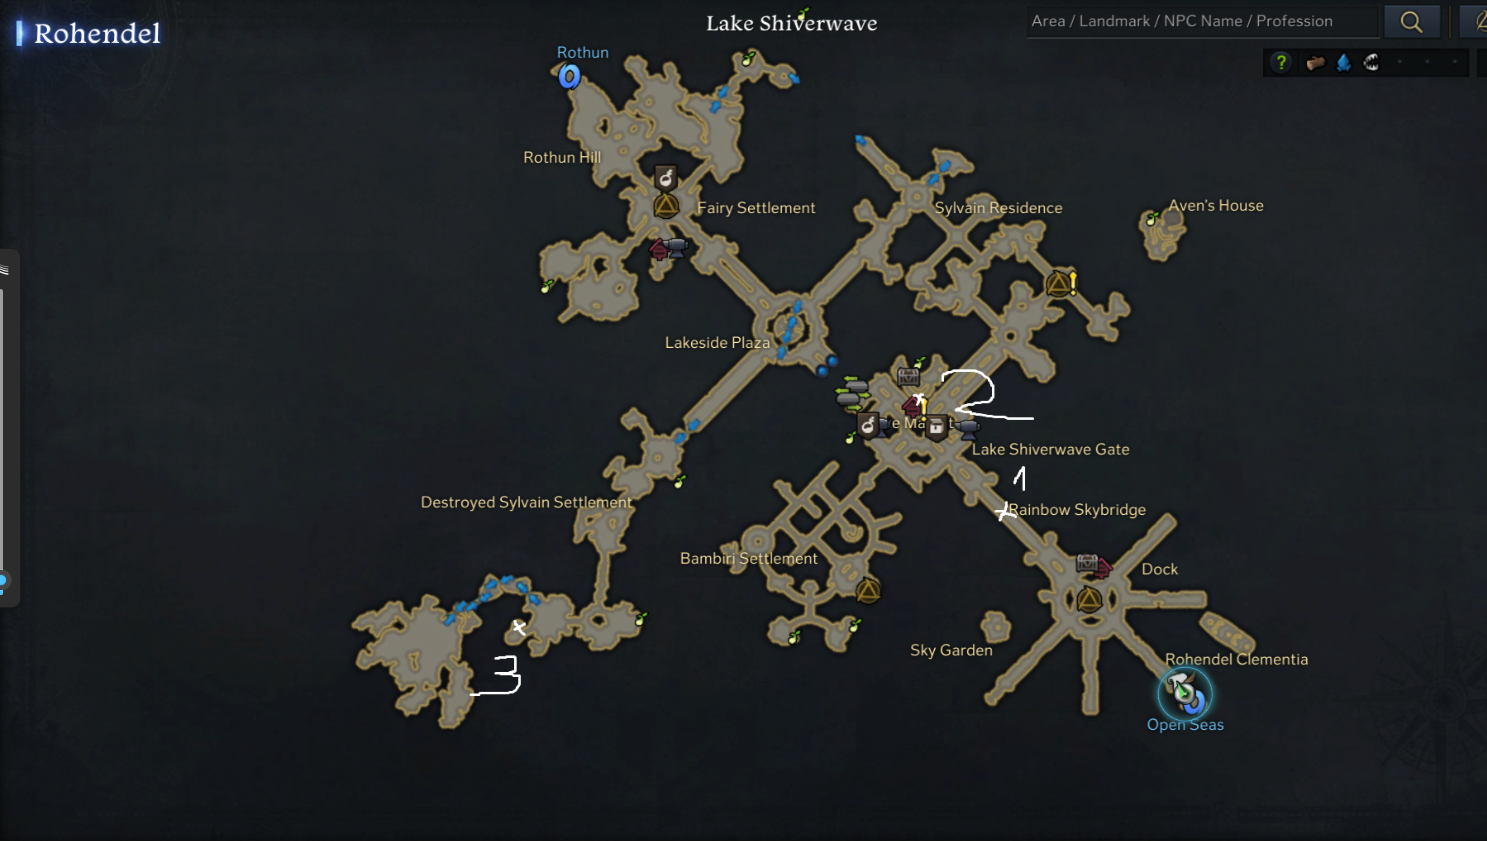 Rohendel
Lake Shiverwave
Area / Landmark / NPC Name / Profession
?
Rothun
Rothun Hill
Fairy Settlement
Sylvain Residence
Aven's House
Lakeside Plaza
2
Lake Shiverwave Gate
1
Rainbow Skybridge
Destroyed Sylvain Settlement
Bambiri Settlement
Dock
Sky Garden
3
Rohendel Clementia
Open Seas